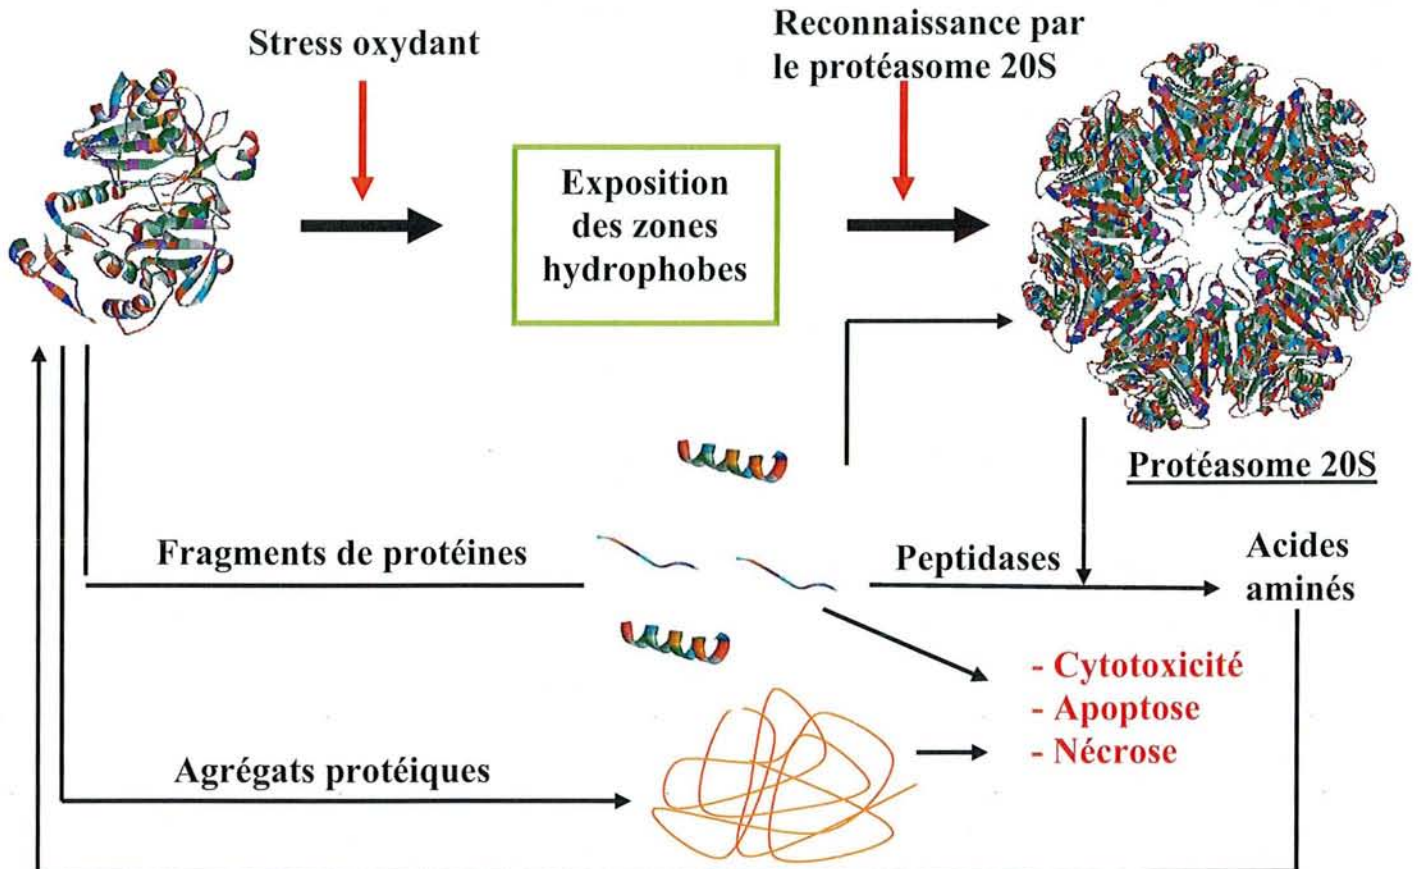 Stress oxydant
Reconnaissance par
le protéasome 20S
Exposition
des zones
hydrophobes
Protéasome 20S
Fragments de protéines
Peptidases
Acides
aminés
- Cytotoxicité
- Apoptose
- Nécrose
Agrégats protéiques